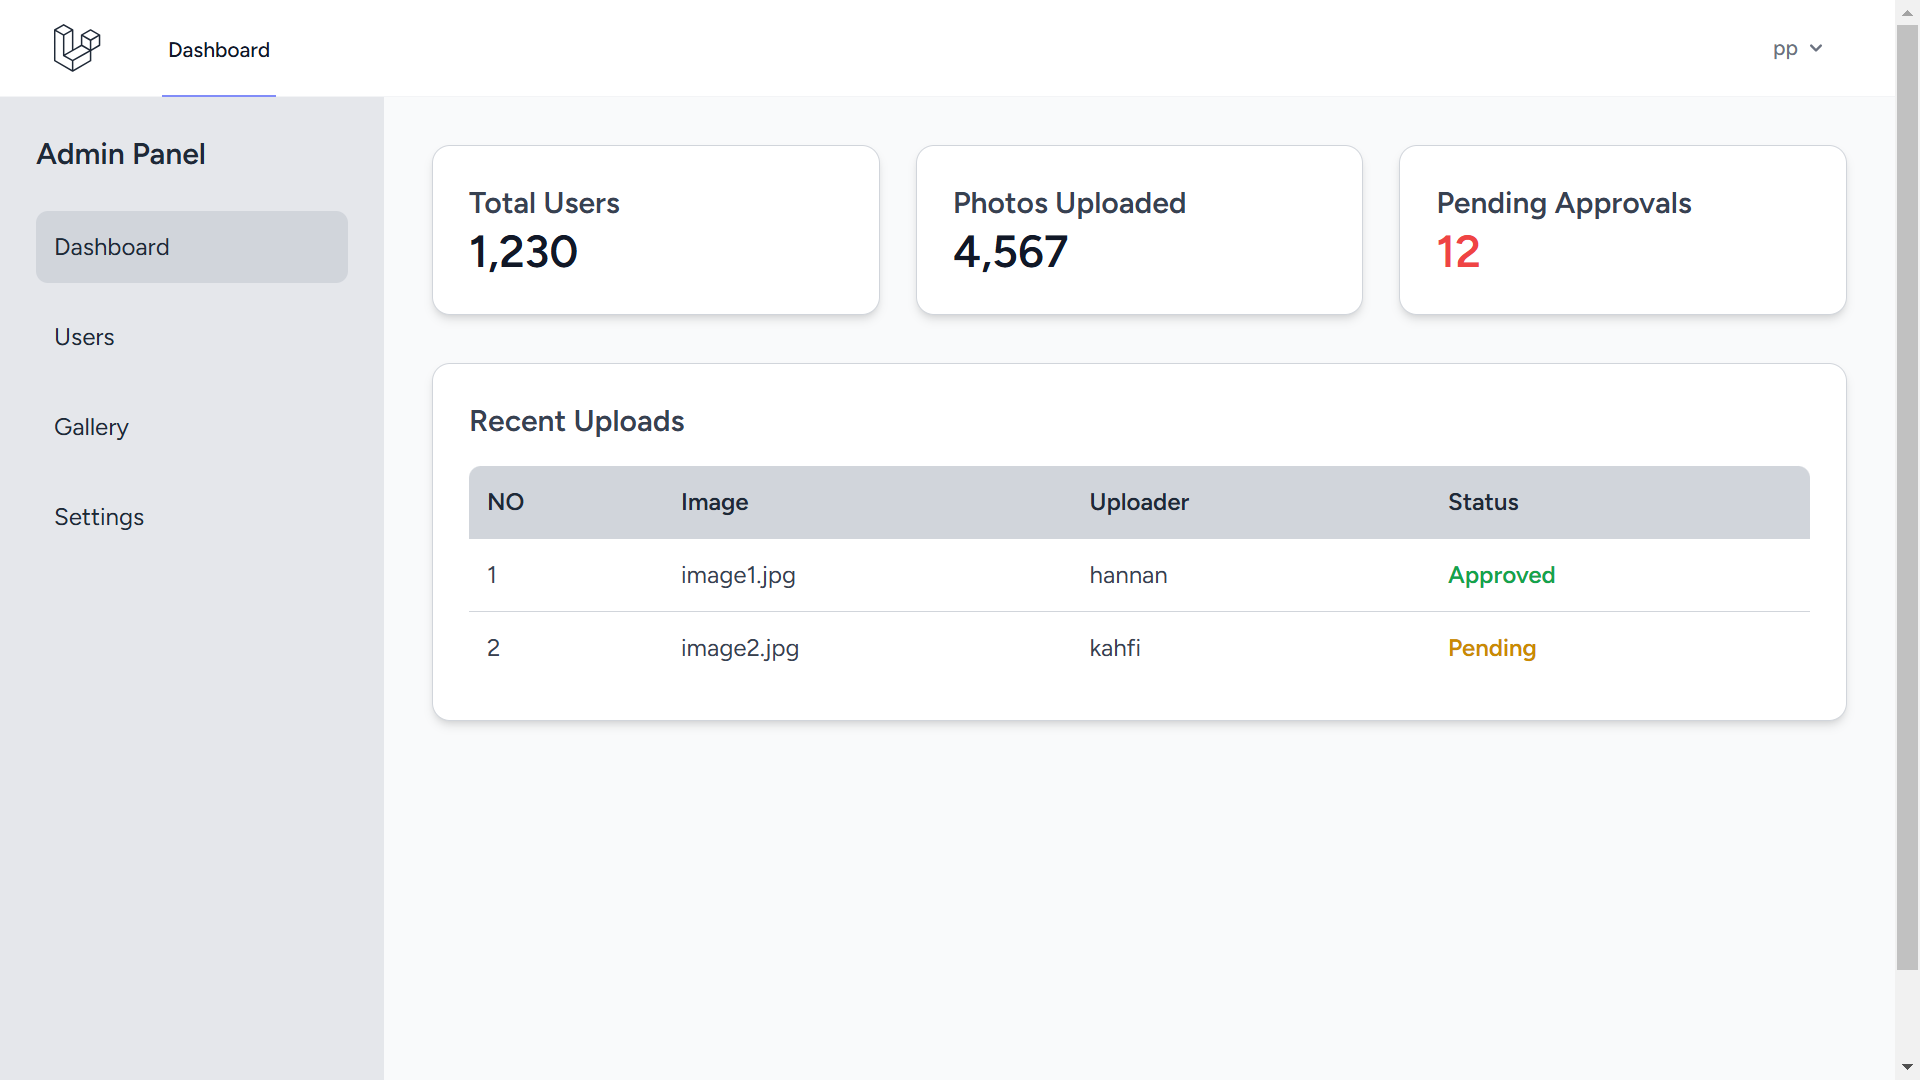 Dashboard
pp
Admin Panel
Dashboard
Users
Gallery
Settings
Total Users
1,230
Photos Uploaded
4,567
Pending Approvals
12
Recent Uploads
NO Image Uploader Status
1 image1.jpg hannan Approved
2 image2.jpg kahfi Pending